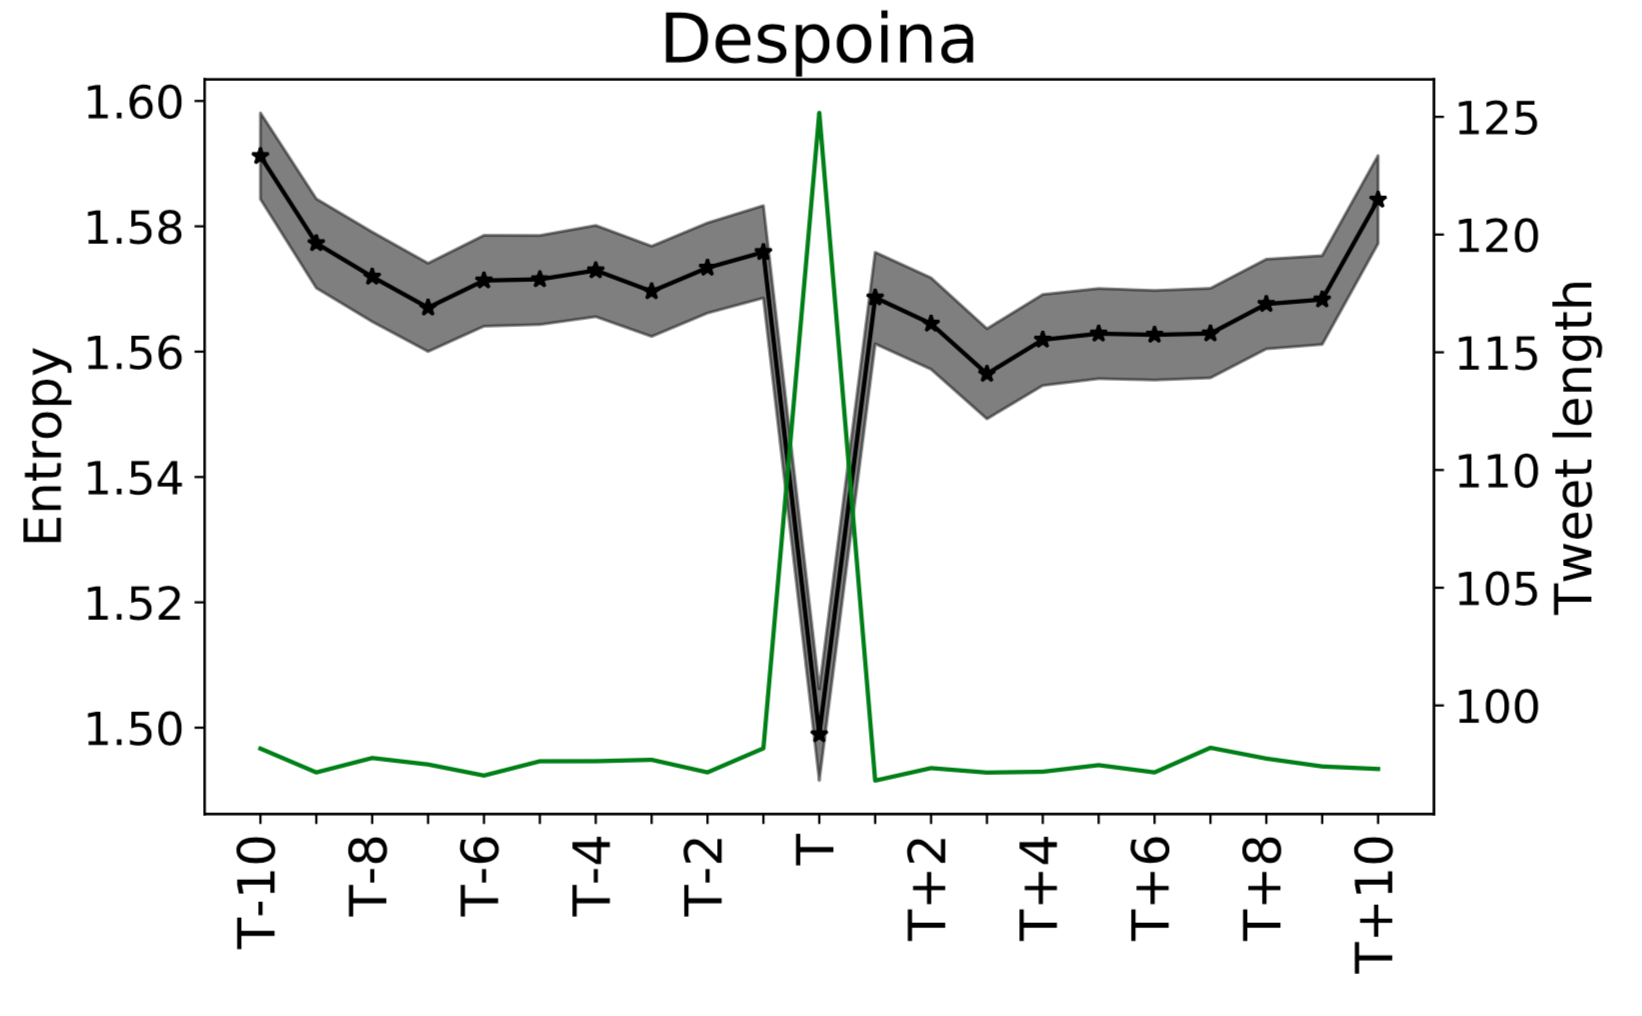 Despoina
Entropy
1.60
1.58
1.56
1.54
1.52
1.50
125
120
115
110
105
100
Tweet length
T-10
T-8
T-6
T-4
T-2
T
T+2
T+4
T+6
T+8
T+10